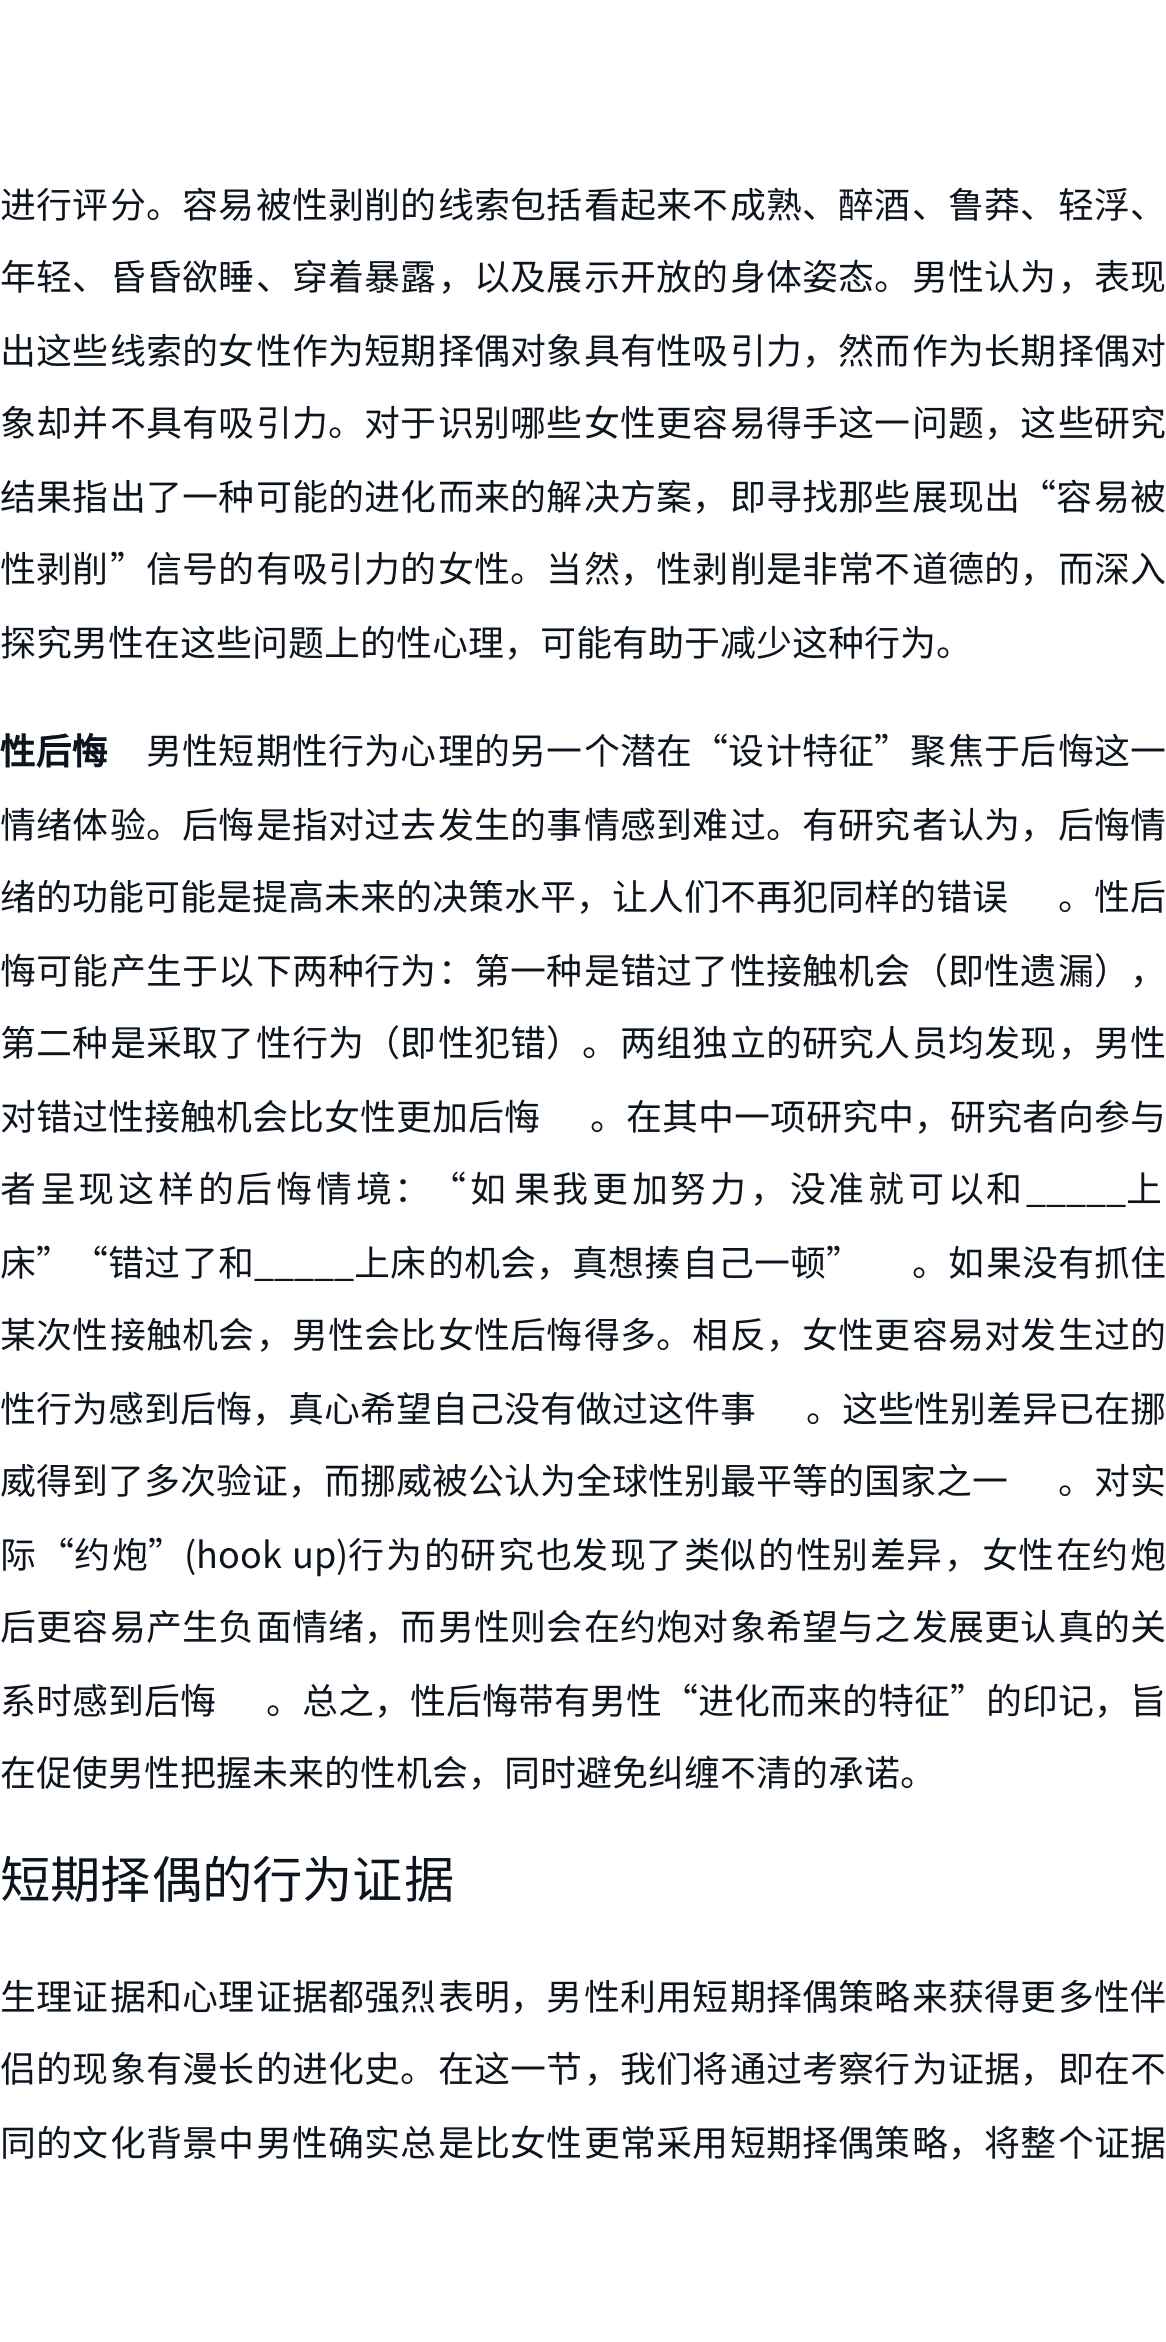 进行评分。容易被性剥削的线索包括看起来不成熟、醉酒、鲁莽、轻浮、
年轻、昏昏欲睡、穿着暴露，以及展示开放的身体姿态。男性认为，表现
出这些线索的女性作为短期择偶对象具有性吸引力，然而作为长期择偶对
象却并不具有吸引力。对于识别哪些女性更容易得手这一问题，这些研究
结果指出了一种可能的进化而来的解决方案，即寻找那些展现出“容易被
性剥削”信号的有吸引力的女性。当然，性剥削是非常不道德的，而深入
探究男性在这些问题上的性心理，可能有助于减少这种行为。
性后悔　男性短期性行为心理的另一个潜在“设计特征”聚焦于后悔这一
情绪体验。后悔是指对过去发生的事情感到难过。有研究者认为，后悔情
绪的功能可能是提高未来的决策水平，让人们不再犯同样的错误　。性后
悔可能产生于以下两种行为：第一种是错过了性接触机会（即性遗漏），
第二种是采取了性行为（即性犯错）。两组独立的研究人员均发现，男性
对错过性接触机会比女性更加后悔　。在其中一项研究中，研究者向参与
者呈现这样的后悔情境：“如果我更加努力，没准就可以和_____上
床”“错过了和_____上床的机会，真想揍自己一顿”　。如果没有抓住
某次性接触机会，男性会比女性后悔得多。相反，女性更容易对发生过的
性行为感到后悔，真心希望自己没有做过这件事　。这些性别差异已在挪
威得到了多次验证，而挪威被公认为全球性别最平等的国家之一　。对实
际“约炮”(hook up)行为的研究也发现了类似的性别差异，女性在约炮
后更容易产生负面情绪，而男性则会在约炮对象希望与之发展更认真的关
系时感到后悔　。总之，性后悔带有男性“进化而来的特征”的印记，旨
在促使男性把握未来的性机会，同时避免纠缠不清的承诺。
短期择偶的行为证据
生理证据和心理证据都强烈表明，男性利用短期择偶策略来获得更多性伴
侣的现象有漫长的进化史。在这一节，我们将通过考察行为证据，即在不
同的文化背景中男性确实总是比女性更常采用短期择偶策略，将整个证据